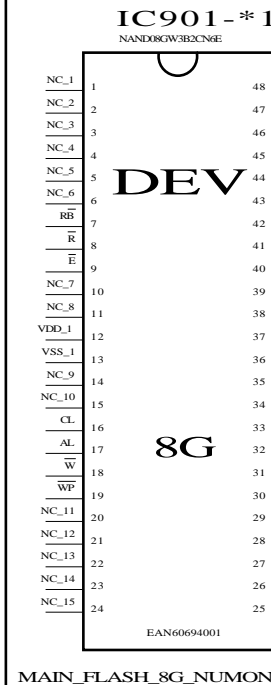 IC901-*1
NAND08GW3B2CN6E
NC_1 1 48
NC_2 2 47
NC_3 3 46
NC_4 4 45
NC_5 5 DEV 44
NC_6 6 43
RB̅ 7 42
R̅ 8 41
E̅ 9 40
NC_7 10 39
NC_8 11 38
VDD_1 12 37
VSS_1 13 36
NC_9 14 35
NC_10 15 34
CL 16 33
AL 17 8G 32
W̅ 18 31
W̅P̅ 19 30
NC_11 20 29
NC_12 21 28
NC_13 22 27
NC_14 23 26
NC_15 24 25
EAN60694001
MAIN_FLASH_8G_NUMON